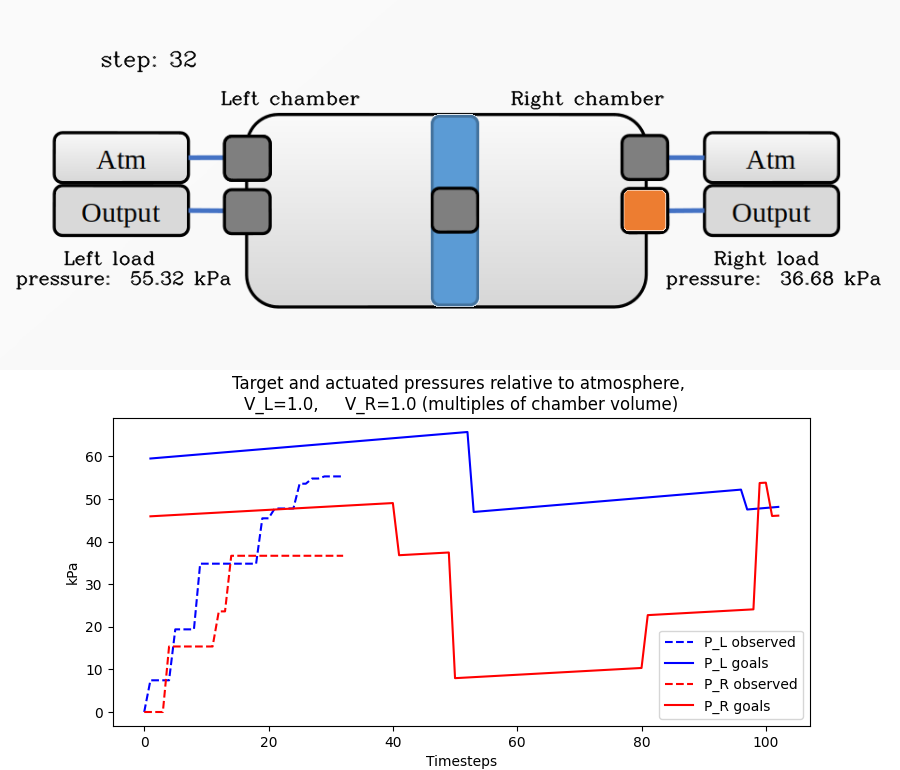 step: 32
Left chamber
Right chamber
Atm
Atm
Output
Output
Left load
pressure: 55.32 kPa
Right load
pressure: 36.68 kPa
Target and actuated pressures relative to atmosphere,
V_L=1.0, V_R=1.0 (multiples of chamber volume)
kPa
60
50
40
30
20
10
0
P_L observed
P_L goals
P_R observed
P_R goals
0 20 40 60 80 100
Timesteps